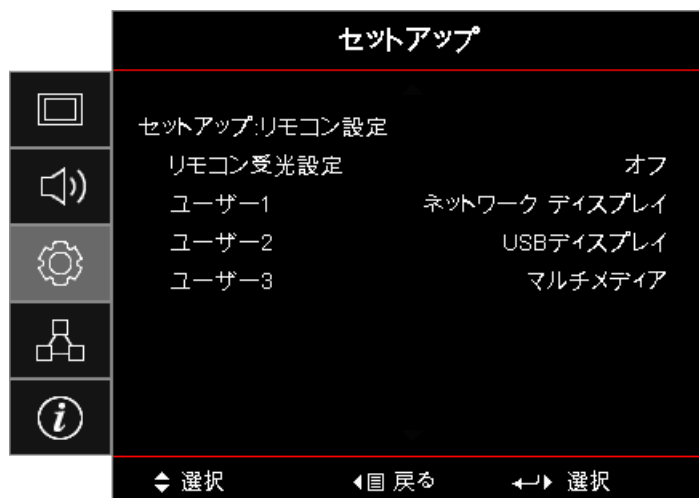 セットアップ
セットアップ:リモコン設定
リモコン受光設定 オフ
ユーザー1 ネットワーク ディスプレイ
ユーザー2 USBディスプレイ
ユーザー3 マルチメディア
選択 戻る 選択